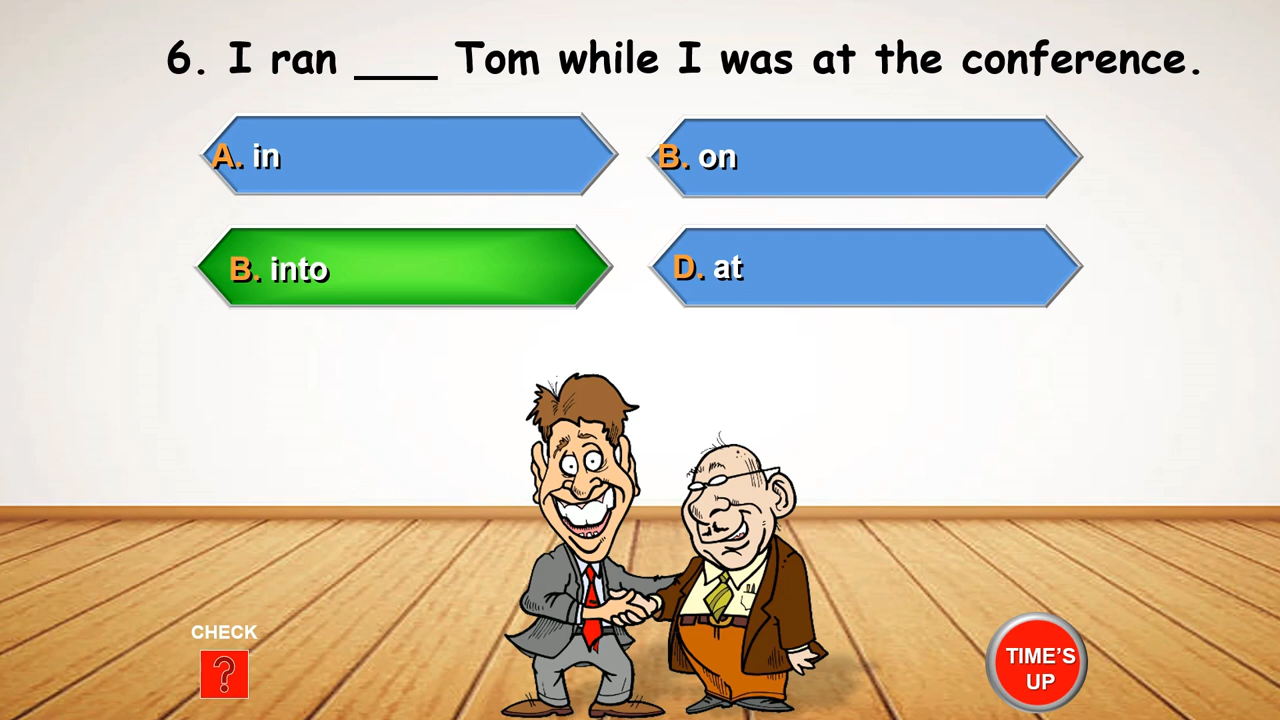 6. I ran ___ Tom while I was at the conference.
A. in
B. on
B. into
D. at
CHECK
?
TIME'S
UP